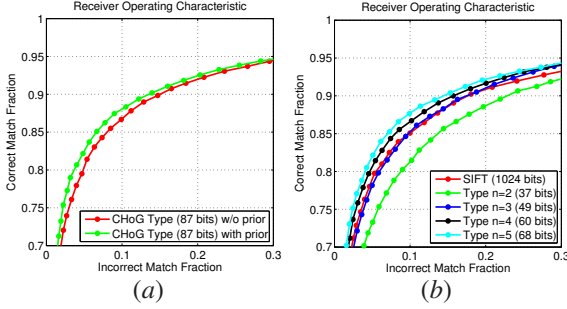 Receiver Operating Characteristic
Correct Match Fraction
1
0.95
0.9
0.85
0.8
0.75
0.7
0
0.1
0.2
0.3
Incorrect Match Fraction
CHoG Type (87 bits) w/o prior
CHoG Type (87 bits) with prior
(a)
Receiver Operating Characteristic
Correct Match Fraction
1
0.95
0.9
0.85
0.8
0.75
0.7
0
0.1
0.2
0.3
Incorrect Match Fraction
SIFT (1024 bits)
Type n=2 (37 bits)
Type n=3 (49 bits)
Type n=4 (60 bits)
Type n=5 (68 bits)
(b)